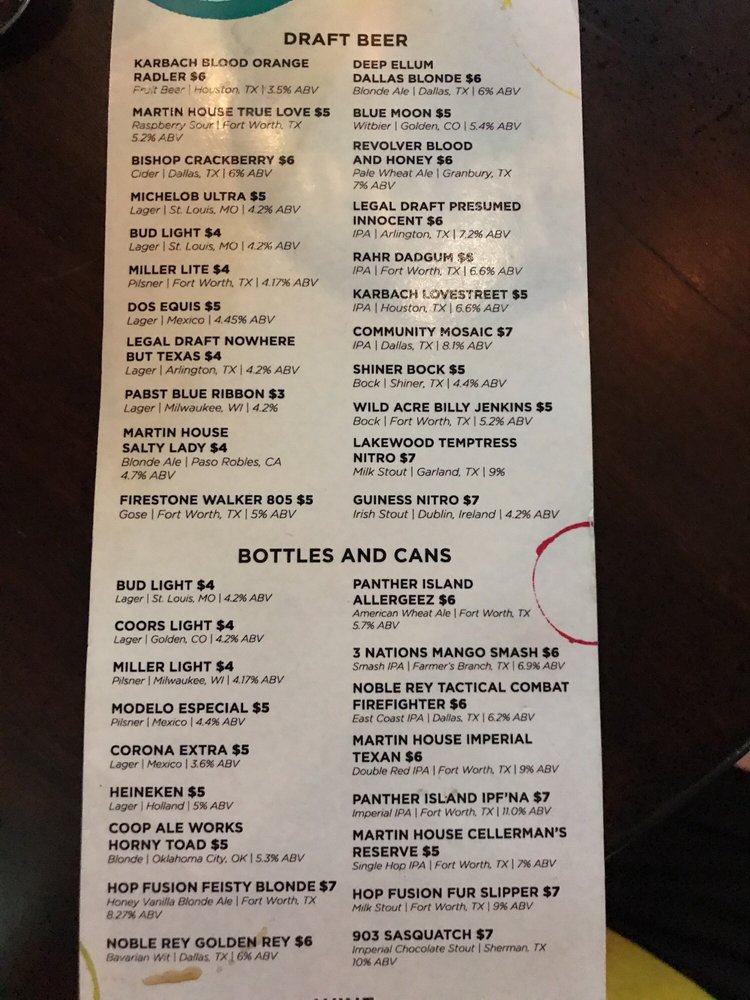 DRAFT BEER
KARBACH BLOOD ORANGE
RADLER $6
Fruit Beer | Houston, TX | 3.5% ABV
MARTIN HOUSE TRUE LOVE $5
Raspberry Sour | Fort Worth, TX
5.2% ABV
BISHOP CRACKBERRY $6
Cider | Dallas, TX | 6% ABV
MICHELOB ULTRA $5
Lager | St. Louis, MO | 4.2% ABV
BUD LIGHT $4
Lager | St. Louis, MO | 4.2% ABV
MILLER LITE $4
Pilsner | Fort Worth, TX | 4.17% ABV
DOS EQUIS $5
Lager | Mexico | 4.45% ABV
LEGAL DRAFT NOWHERE
BUT TEXAS $4
Lager | Arlington, TX | 4.2% ABV
PABST BLUE RIBBON $3
Lager | Milwaukee, WI | 4.2%
MARTIN HOUSE
SALTY LADY $4
Blonde Ale | Paso Robles, CA
4.7% ABV
FIRESTONE WALKER 805 $5
Gose | Fort Worth, TX | 5% ABV
DEEP ELLUM
DALLAS BLONDE $6
Blonde Ale | Dallas, TX | 6% ABV
BLUE MOON $5
Witbier | Golden, CO | 5.4% ABV
REVOLVER BLOOD
AND HONEY $6
Pale Wheat Ale | Granbury, TX
7% ABV
LEGAL DRAFT PRESUMED
INNOCENT $6
IPA | Arlington, TX | 7.2% ABV
RAHR DADGUM
IPA | Fort Worth, TX | 6.6% ABV
KARBACH LOVESTREET $5
IPA | Houston, TX | 6.6% ABV
COMMUNITY MOSAIC $7
IPA | Dallas, TX | 8.1% ABV
SHINER BOCK $5
Bock | Shiner, TX | 4.4% ABV
WILD ACRE BILLY JENKINS $5
Bock | Fort Worth, TX | 5.2% ABV
LAKEWOOD TEMPTRESS
NITRO $7
Milk Stout | Garland, TX | 9%
GUINESS NITRO $7
Irish Stout | Dublin, Ireland | 4.2% ABV
BOTTLES AND CANS
BUD LIGHT $4
Lager | St. Louis, MO | 4.2% ABV
COORS LIGHT $4
Lager | Golden, CO | 4.2% ABV
MILLER LIGHT $4
Pilsner | Milwaukee, WI | 4.17% ABV
MODELO ESPECIAL $5
Pilsner | Mexico | 4.4% ABV
CORONA EXTRA $5
Lager | Mexico | 3.6% ABV
HEINEKEN $5
Lager | Holland | 5% ABV
COOP ALE WORKS
HORNY TOAD $5
Blonde | Oklahoma City, OK | 5.3% ABV
HOP FUSION FEISTY BLONDE $7
Honey Vanilla Blonde Ale | Fort Worth, TX
8.27% ABV
NOBLE REY GOLDEN REY $6
Bavarian Wit | Dallas, TX | 6% ABV
PANTHER ISLAND
ALLERGEEZ $6
American Wheat Ale | Fort Worth, TX
5.7% ABV
3 NATIONS MANGO SMASH $6
Smash IPA | Farmer's Branch, TX | 6.9% ABV
NOBLE REY TACTICAL COMBAT
FIREFIGHTER $6
East Coast IPA | Dallas, TX | 6.2% ABV
MARTIN HOUSE IMPERIAL
TEXAN $6
Double Red IPA | Fort Worth, TX | 9% ABV
PANTHER ISLAND IPF'NA $7
Imperial IPA | Fort Worth, TX | 11.0% ABV
MARTIN HOUSE CELLERMAN'S
RESERVE $5
Single Hop IPA | Fort Worth, TX | 7% ABV
HOP FUSION FUR SLIPPER $7
Milk Stout | Fort Worth, TX | 9% ABV
903 SASQUATCH $7
Imperial Chocolate Stout | Sherman, TX
10% ABV
WINE